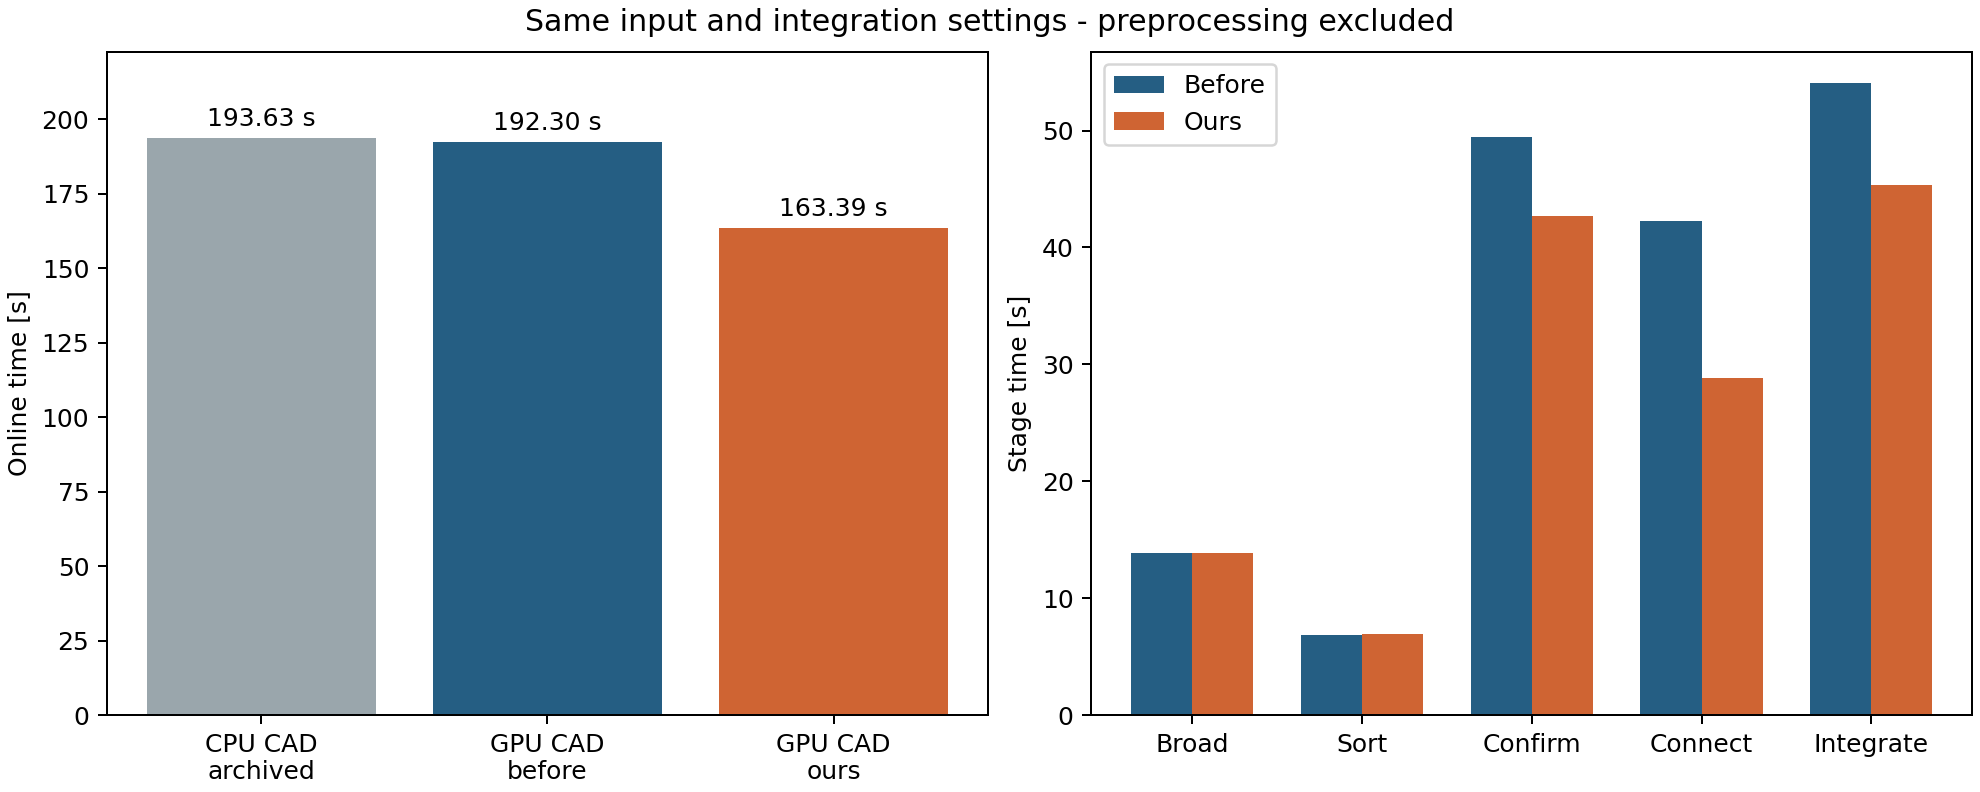 Same input and integration settings - preprocessing excluded
Online time [s]
200
175
150
125
100
75
50
25
0
193.63 s
192.30 s
163.39 s
CPU CAD
archived
GPU CAD
before
GPU CAD
ours
Stage time [s]
50
40
30
20
10
0
Before
Ours
Broad
Sort
Confirm
Connect
Integrate